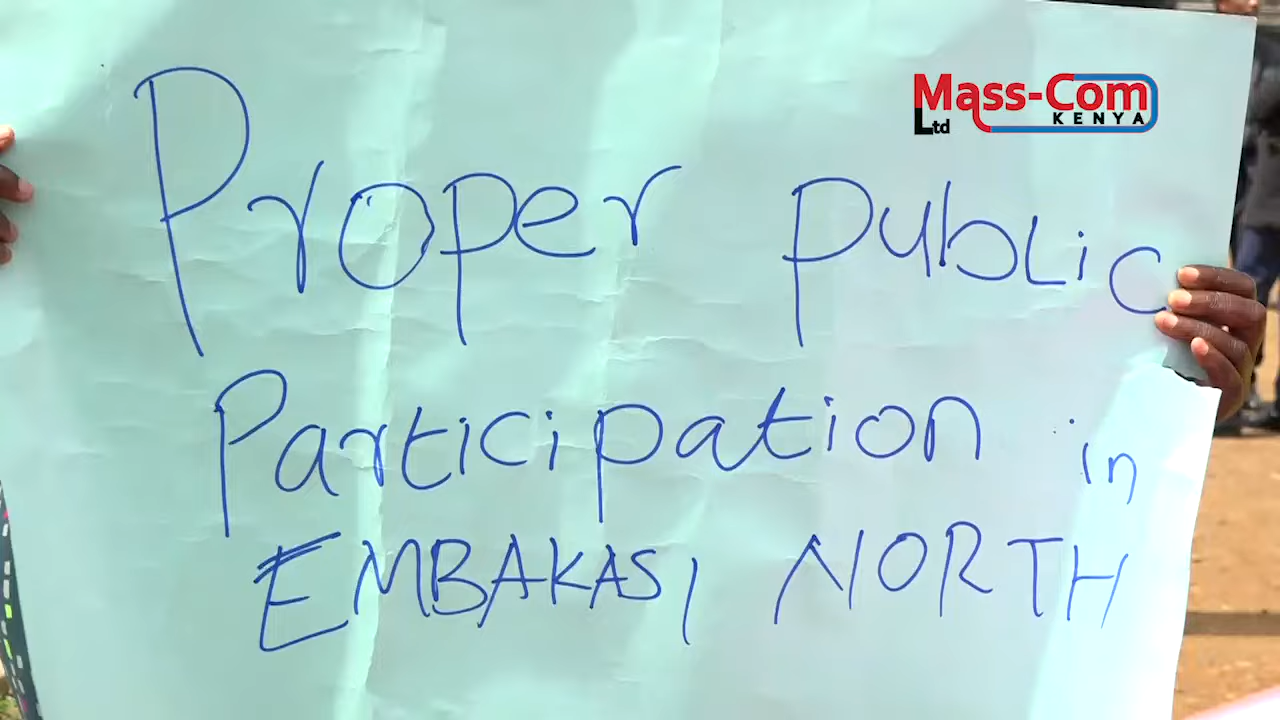 Mass-Com
Ltd KENYA
Proper Public
Participation in
EMBAKASI NORTH